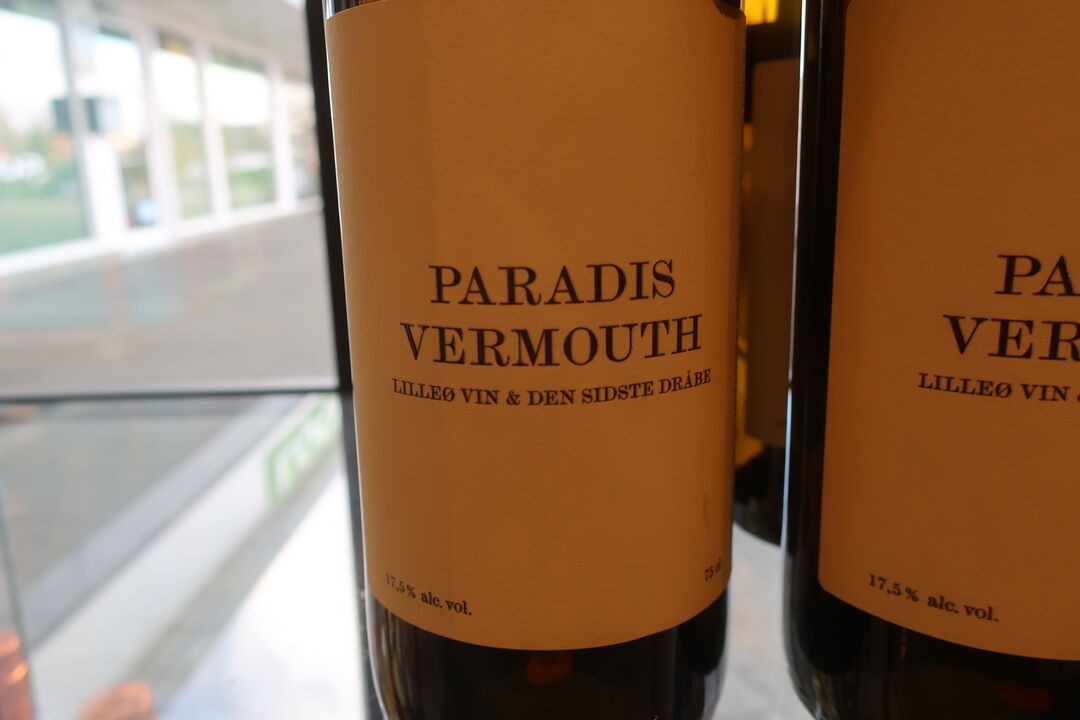 PARADIS
VERMOUTH
LILLEØ VIN & DEN SIDSTE DRÅBE
17,5% alc. vol.
75 cl
PA
VER
LILLEØ VIN
17,5% alc. vol.